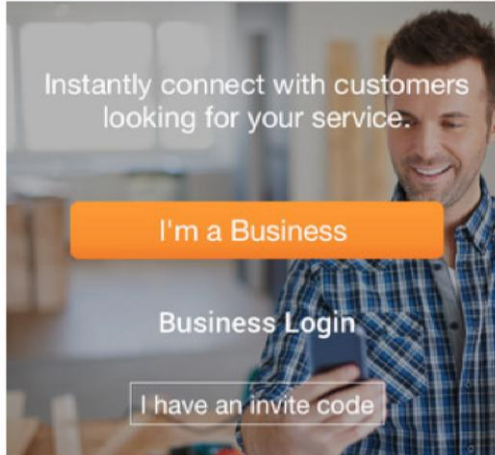 Instantly connect with customers
looking for your service.
I'm a Business
Business Login
I have an invite code